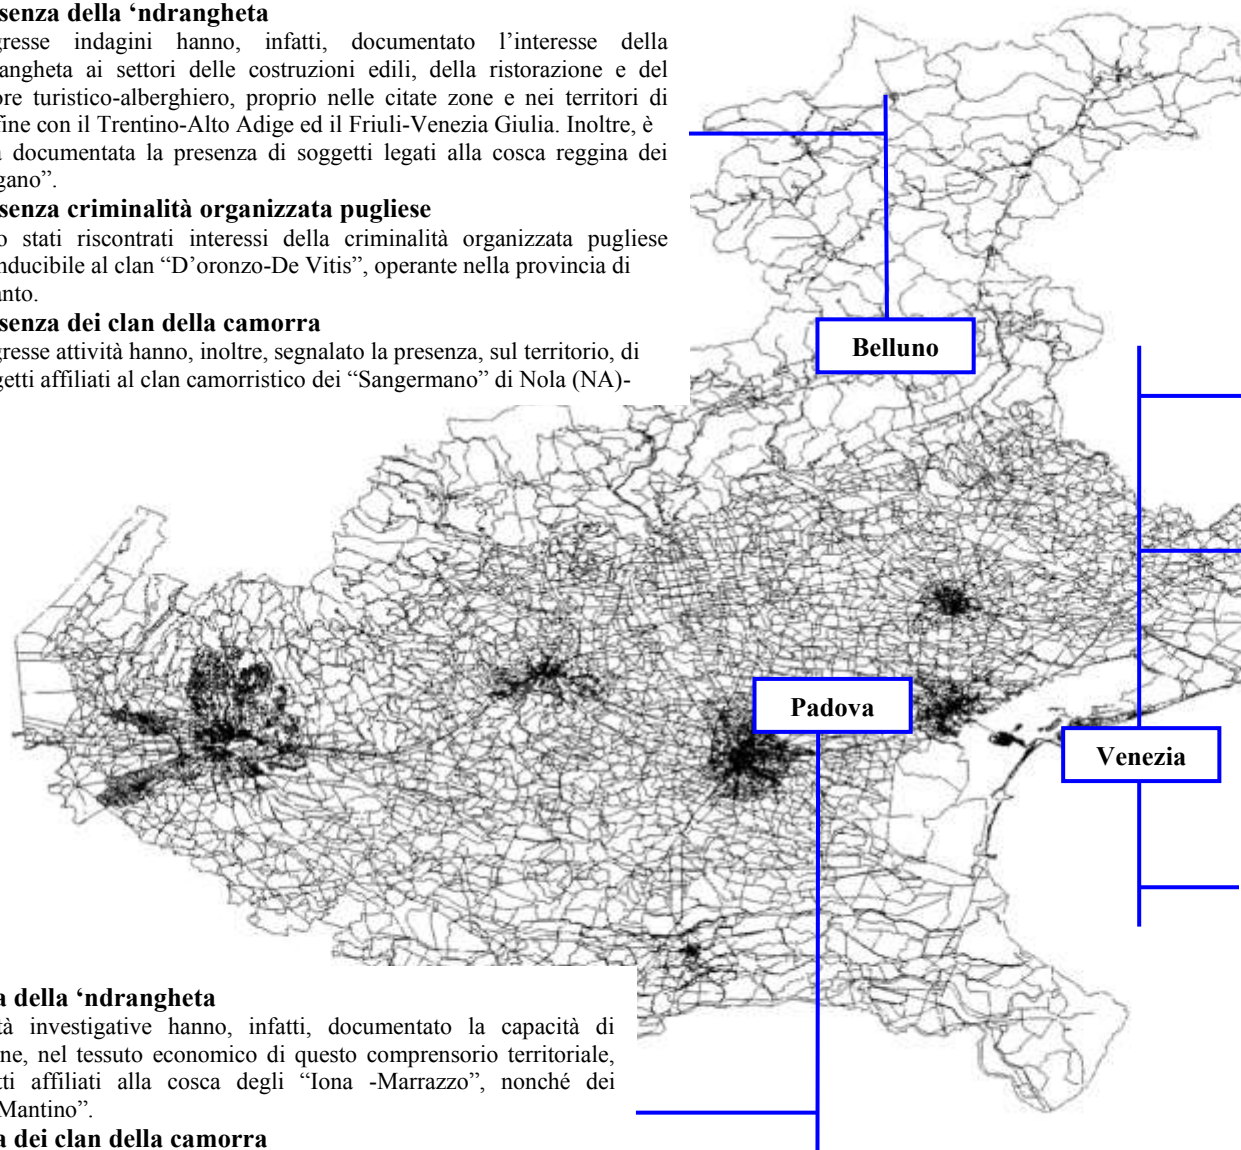 senza della ‘ndrangheta
gresse indagini hanno, infatti, documentato l’interesse della
rangheta ai settori delle costruzioni edili, della ristorazione e del
ore turistico-alberghiero, proprio nelle citate zone e nei territori di
fine con il Trentino-Alto Adige ed il Friuli-Venezia Giulia. Inoltre, è
a documentata la presenza di soggetti legati alla cosca reggina dei
gano”.
senza criminalità organizzata pugliese
o stati riscontrati interessi della criminalità organizzata pugliese
nducibile al clan “D’oronzo-De Vitis”, operante nella provincia di
anto.
senza dei clan della camorra
gresse attività hanno, inoltre, segnalato la presenza, sul territorio, di
getti affiliati al clan camorristico dei “Sangermano” di Nola (NA)-
Belluno
Padova
Venezia
a della ‘ndrangheta
tà investigative hanno, infatti, documentato la capacità di
ne, nel tessuto economico di questo comprensorio territoriale,
tti affiliati alla cosca degli “Iona -Marrazzo”, nonché dei
Mantino”.
a dei clan della camorra